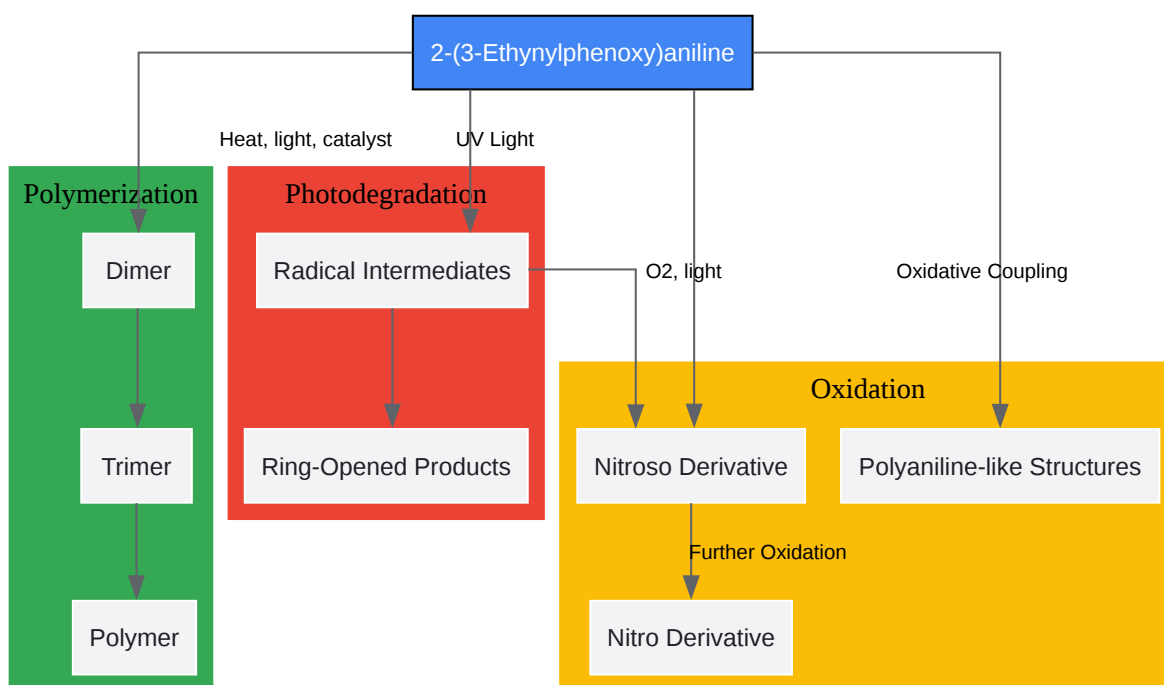 2-(3-Ethynylphenoxy)aniline
Heat, light, catalyst
UV Light
Polymerization
Photodegradation
Dimer
Radical Intermediates
O2, light
Oxidative Coupling
Oxidation
Trimer
Ring-Opened Products
Nitroso Derivative
Polyaniline-like Structures
Further Oxidation
Polymer
Nitro Derivative